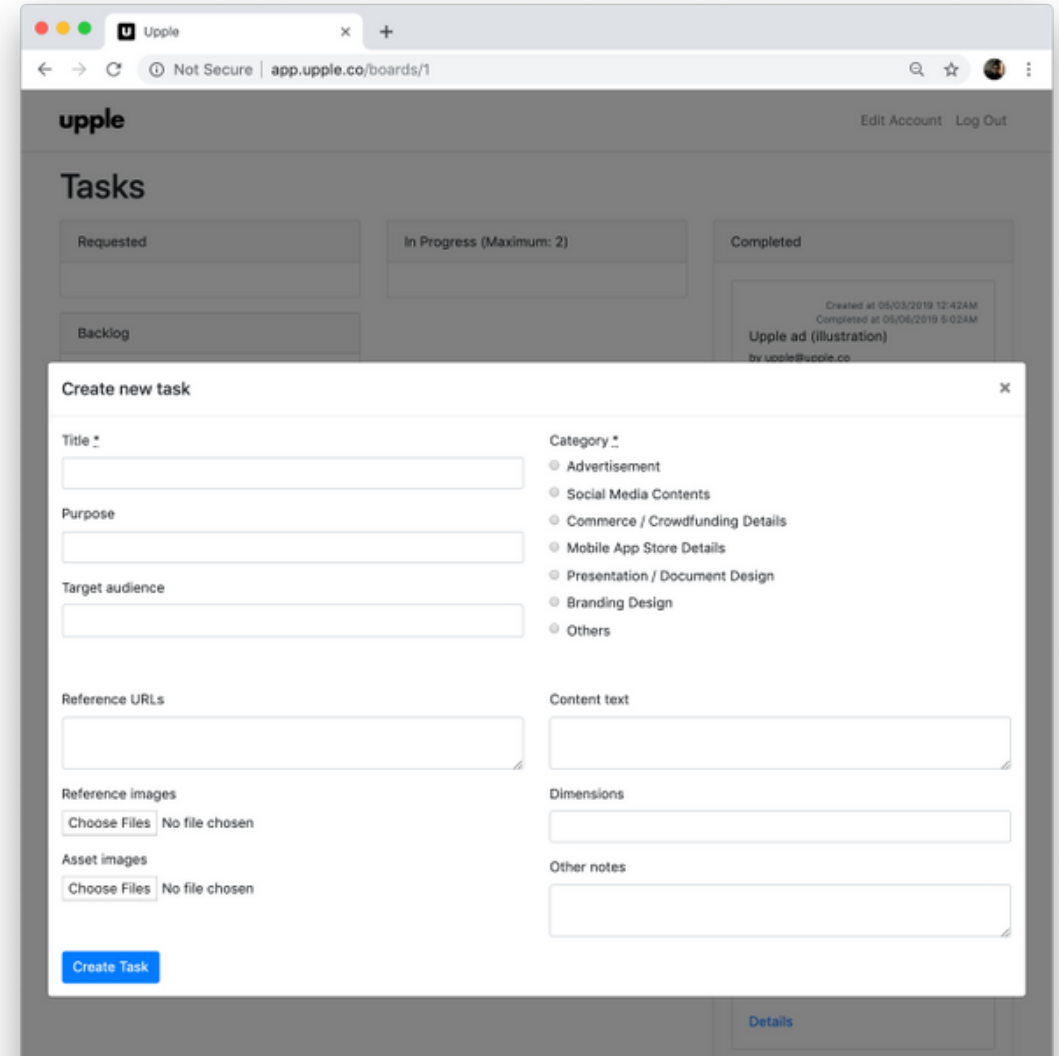 U Upple
Not Secure | app.upple.co/boards/1
upple
Edit Account Log Out
Tasks
Requested
In Progress (Maximum: 2)
Completed
Backlog
Created at 05/03/2019 12:42AM
Completed at 05/06/2019 5:02AM
Upple ad (illustration)
by upple@upple.co
Create new task ×
Title *
Purpose
Target audience
Category *
Advertisement
Social Media Contents
Commerce / Crowdfunding Details
Mobile App Store Details
Presentation / Document Design
Branding Design
Others
Reference URLs
Reference images
Choose Files No file chosen
Asset images
Choose Files No file chosen
Content text
Dimensions
Other notes
Create Task
Details